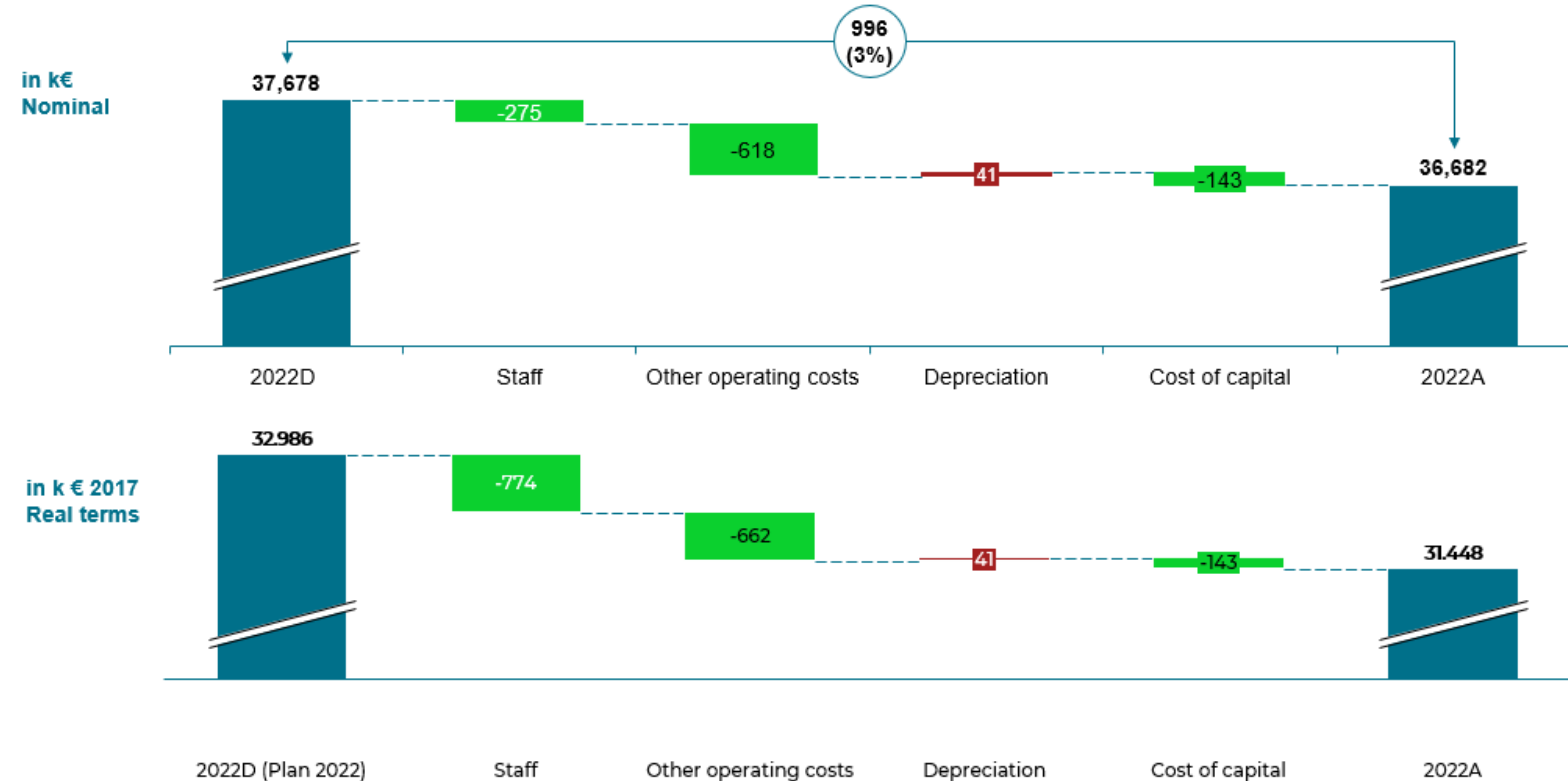 996
(3%)
in k€
Nominal
37,678
-275
-618
41
-143
36,682
2022D
Staff
Other operating costs
Depreciation
Cost of capital
2022A
32.986
in k € 2017
Real terms
-774
-662
41
-143
31.448
2022D (Plan 2022)
Staff
Other operating costs
Depreciation
Cost of capital
2022A